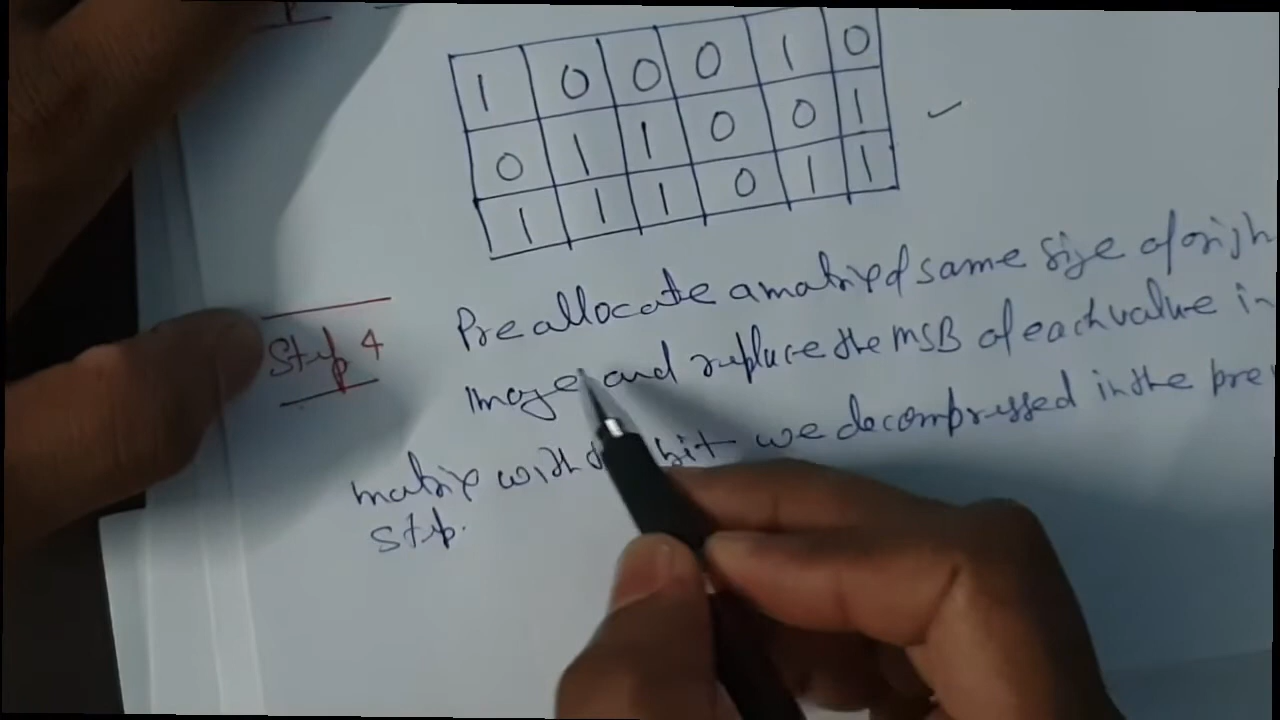 1 0 0 0 1 0
0 1 1 0 0 1
1 1 1 0 1 1
Step 4
Pre allocate a matrix of same size of
Image and replace the MSB of each value in
matrix with bit we decompressed in the
step.